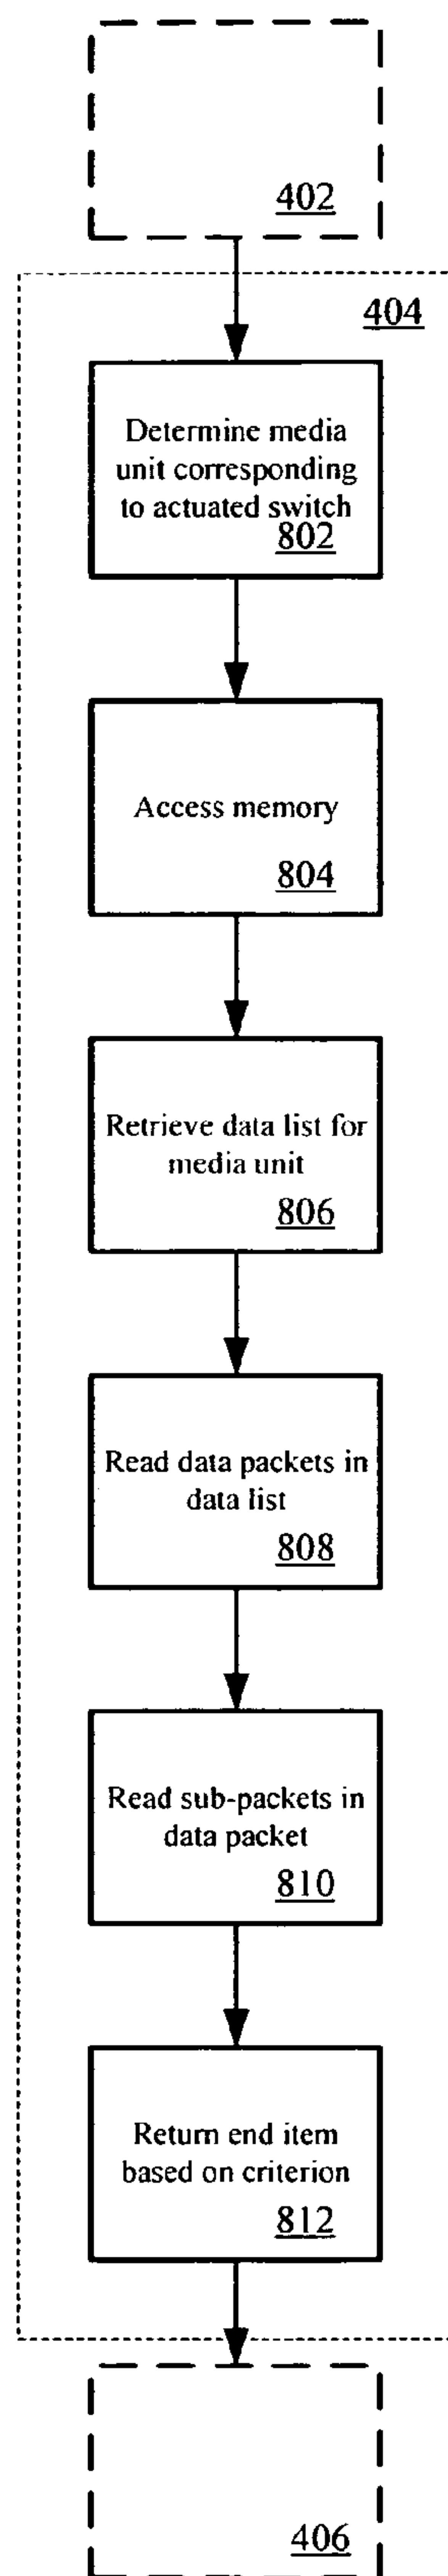 402
404
Determine media
unit corresponding
to actuated switch
802
Access memory
804
Retrieve data list for
media unit
806
Read data packets in
data list
808
Read sub-packets in
data packet
810
Return end item
based on criterion
812
406